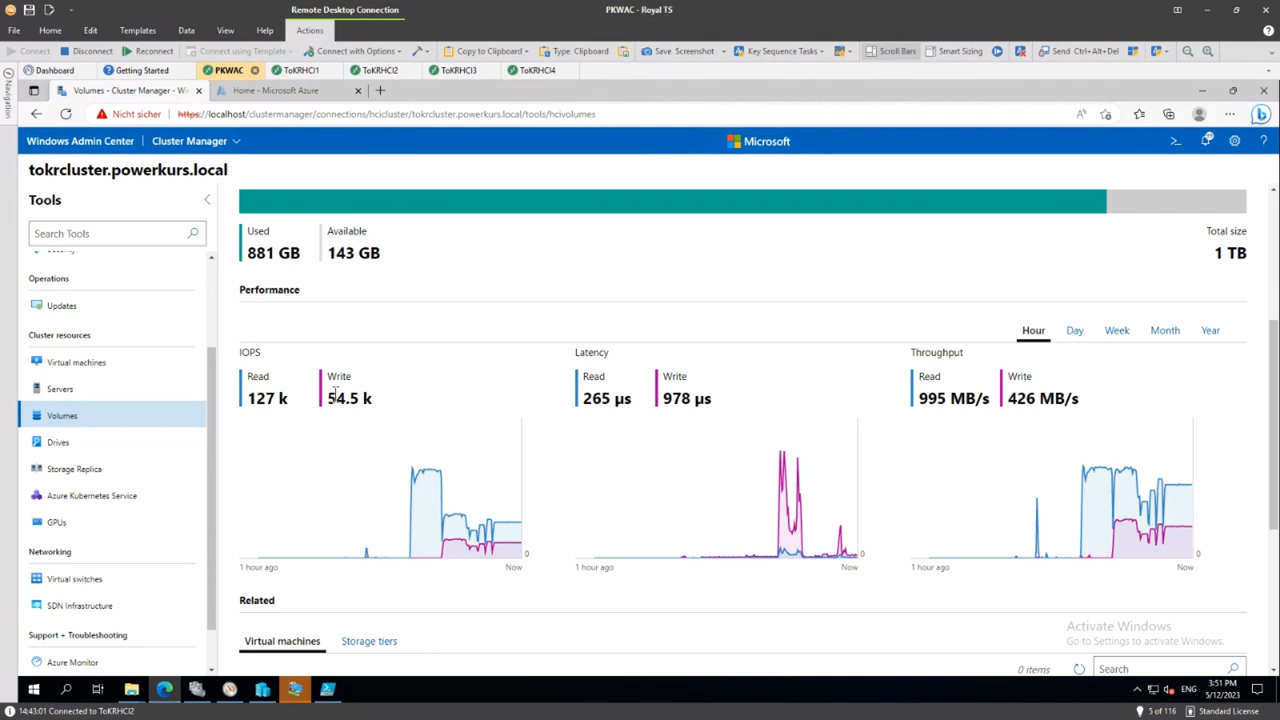 Remote Desktop Connection
PKWAC - Royal TS
File Home Edit Templates Data View Help Actions
Connect Disconnect Reconnect Connect using Template Connect with Options Copy to Clipboard Type Clipboard Save Screenshot Key Sequence Tasks Scroll Bars Smart Sizing Send Ctrl+Alt+Del
Navigation
Dashboard Getting Started PKWAC ToKRHCI1 ToKRHCI2 ToKRHCI3 ToKRHCI4
Volumes - Cluster Manager - Wi Home - Microsoft Azure
Nicht sicher https://localhost/clustermanager/connections/hcicluster/tokrcluster.powerkurs.local/tools/hcivolumes
Windows Admin Center Cluster Manager Microsoft
tokrcluster.powerkurs.local
Tools
Search Tools
Security
Operations
Updates
Cluster resources
Virtual machines
Servers
Volumes
Drives
Storage Replica
Azure Kubernetes Service
GPUs
Networking
Virtual switches
SDN Infrastructure
Support + Troubleshooting
Azure Monitor
Used Available Total size
881 GB 143 GB 1 TB
Performance
Hour Day Week Month Year
IOPS
Read Write
127 k 54.5 k
0
1 hour ago Now
Latency
Read Write
265 µs 978 µs
0
1 hour ago Now
Throughput
Read Write
995 MB/s 426 MB/s
0
1 hour ago Now
Related
Virtual machines Storage tiers
Activate Windows
Go to Settings to activate Windows.
0 items Search
ENG 3:51 PM
5/12/2023
14:43:01 Connected to ToKRHCI2 5 of 116 Standard License